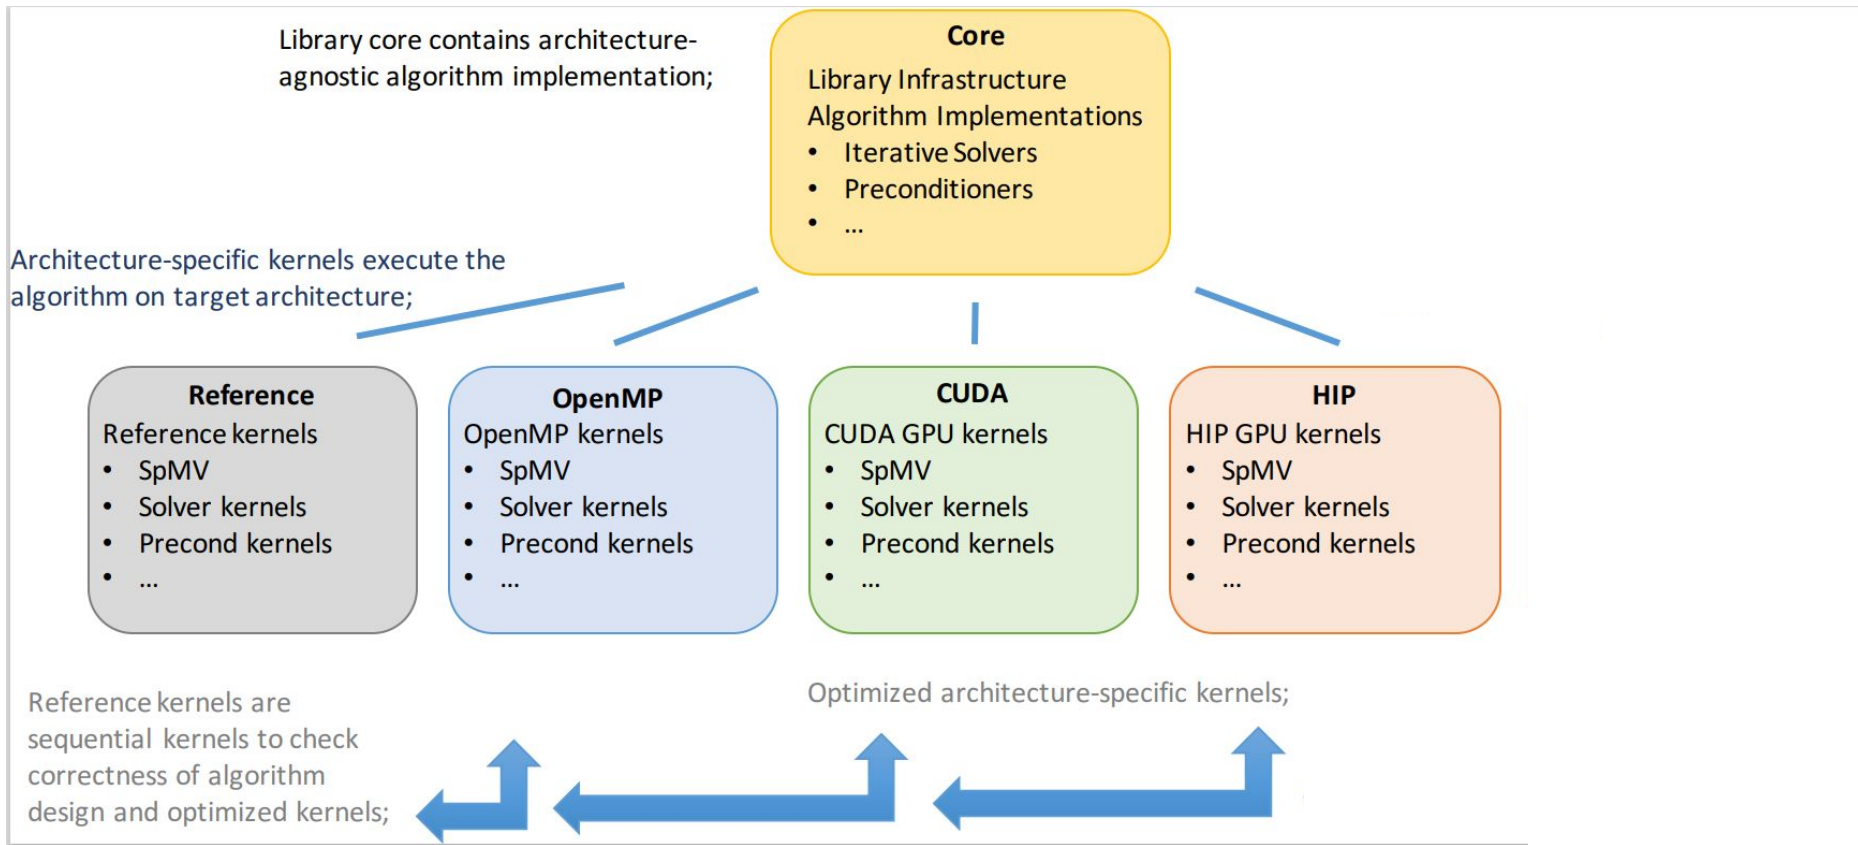 Library core contains architecture-
agnostic algorithm implementation;
Core
Library Infrastructure
Algorithm Implementations
• Iterative Solvers
• Preconditioners
• ...
Architecture-specific kernels execute the
algorithm on target architecture;
Reference
Reference kernels
• SpMV
• Solver kernels
• Precond kernels
• ...
OpenMP
OpenMP kernels
• SpMV
• Solver kernels
• Precond kernels
• ...
CUDA
CUDA GPU kernels
• SpMV
• Solver kernels
• Precond kernels
• ...
HIP
HIP GPU kernels
• SpMV
• Solver kernels
• Precond kernels
• ...
Reference kernels are
sequential kernels to check
correctness of algorithm
design and optimized kernels;
Optimized architecture-specific kernels;